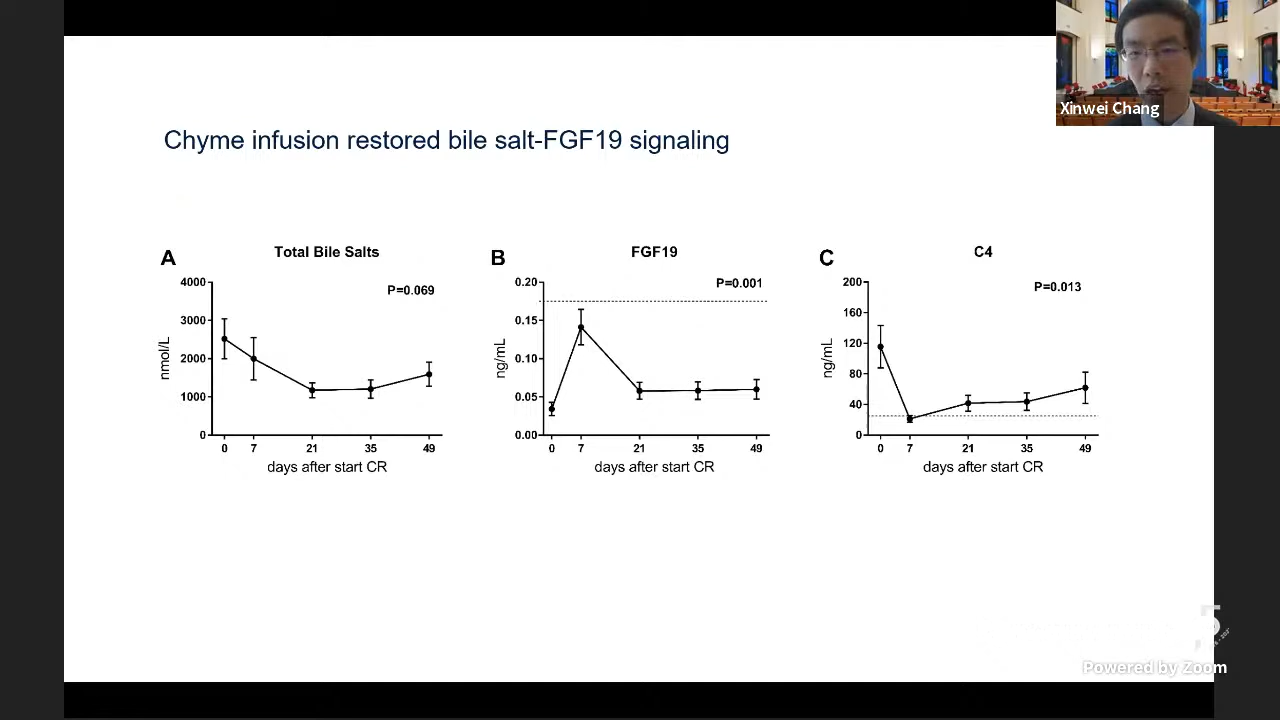 Xinwei Chang
Chyme infusion restored bile salt-FGF19 signaling
A
Total Bile Salts
P=0.069
4000
3000
2000
1000
0
nmol/L
0 7 21 35 49
days after start CR
B
FGF19
P=0.001
0.20
0.15
0.10
0.05
0.00
ng/mL
0 7 21 35 49
days after start CR
C
C4
P=0.013
200
160
120
80
40
0
ng/mL
0 7 21 35 49
days after start CR
Powered by Zoom